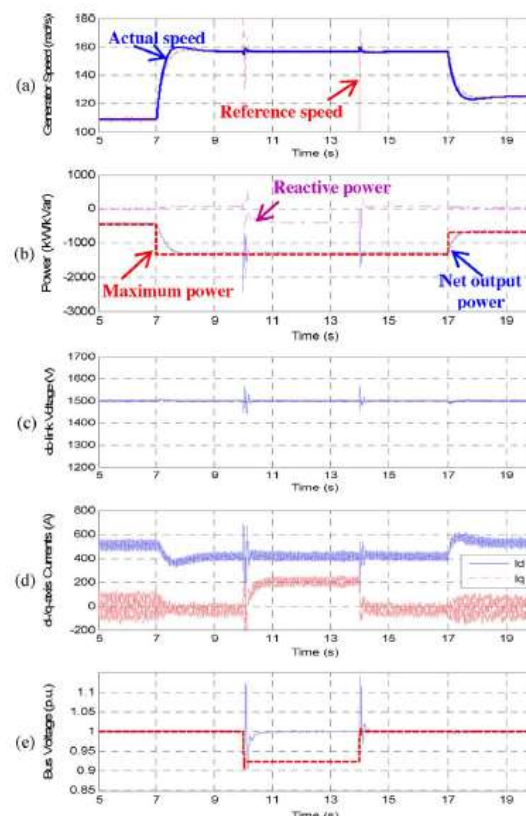 180
Actual speed
160
140
(a)
Generator Speed (rad/s)
120
Reference speed
100
5 7 9 11 13 15 17 19
Time (s)
1000
Reactive power
0
(b)
Power (kW/kVar)
-1000
-2000
Maximum power
Net output
power
-3000
5 7 9 11 13 15 17 19
Time (s)
1700
1600
1500
(c)
dc-link Voltage (V)
1400
1300
1200
5 7 9 11 13 15 17 19
Time (s)
800
600
400
Id
Iq
(d)
d-/q-axis Currents (A)
200
0
-200
5 7 9 11 13 15 17 19
Time (s)
1.1
1.05
1
(e)
Bus Voltage (p.u.)
0.95
0.9
0.85
5 7 9 11 13 15 17 19
Time (s)